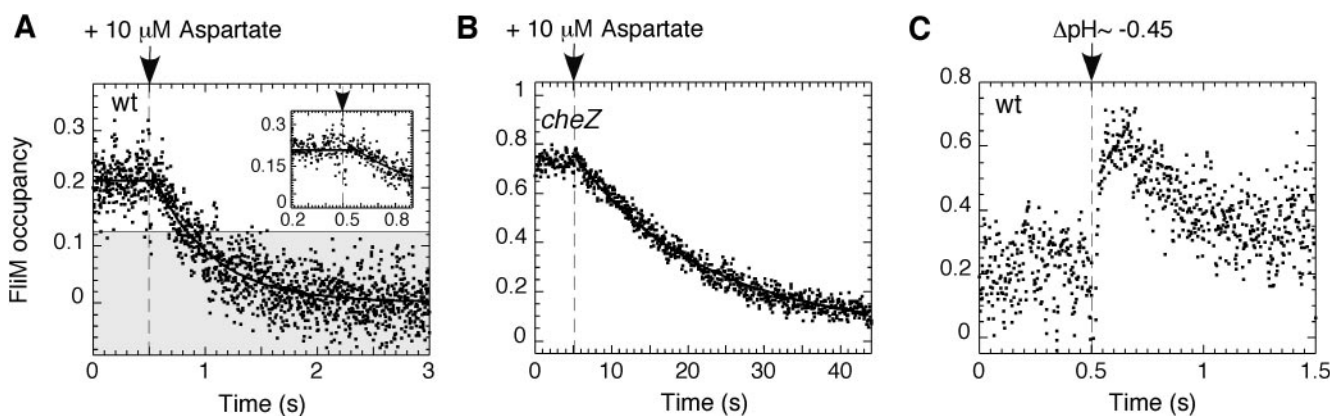 A
+ 10 μM Aspartate
wt
FliM occupancy
0.3
0.2
0.1
0
0.3
0.15
0
0.2 0.5 0.8
0 1 2 3
Time (s)
B
+ 10 μM Aspartate
cheZ
1
0.8
0.6
0.4
0.2
0
0 10 20 30 40
Time (s)
C
ΔpH~ -0.45
wt
0.8
0.6
0.4
0.2
0
0 0.5 1 1.5
Time (s)